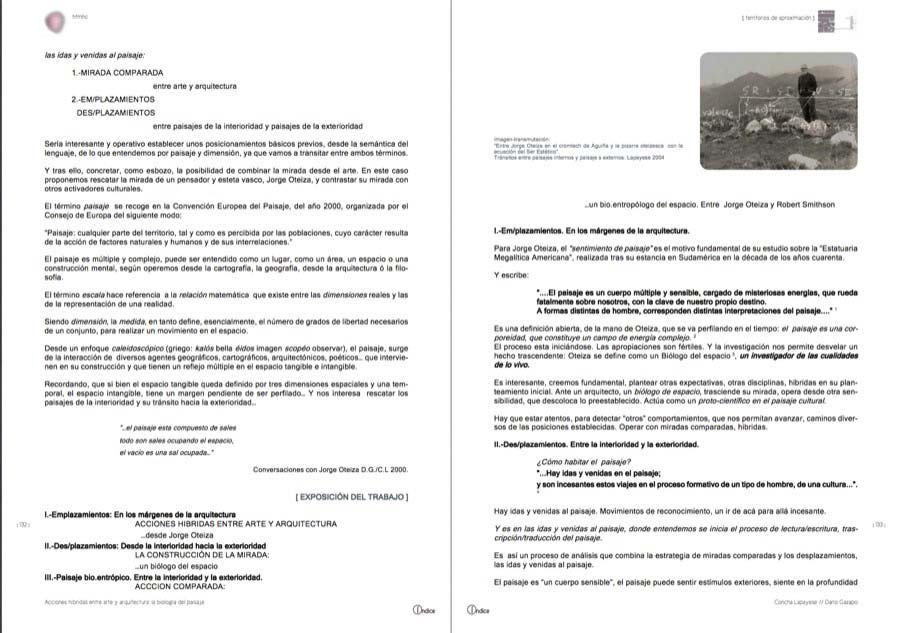 las idas y venidas al paisaje:
1.-MIRADA COMPARADA
entre arte y arquitectura
2.-EM/PLAZAMIENTOS
DES/PLAZAMIENTOS
entre paisajes de la interioridad y paisajes de la exterioridad
Sería interesante y operativo establecer unos posicionamientos básicos previos, desde la semántica del
lenguaje, de lo que entendemos por paisaje y dimensión, ya que vamos a transitar entre ambos términos.
Y tras ello, concretar, como esbozo, la posibilidad de combinar la mirada desde el arte. En este caso
proponemos rescatar la mirada de un pensador y esteta vasco, Jorge Oteiza, y contrastar su mirada con
otros activadores culturales.
El término paisaje se recoge en la Convención Europea del Paisaje, del año 2000, organizada por el
Consejo de Europa del siguiente modo:
"Paisaje: cualquier parte del territorio, tal y como es percibida por las poblaciones, cuyo carácter resulta
de la acción de factores naturales y humanos y de sus interrelaciones."
El paisaje es múltiple y complejo, puede ser entendido como un lugar, como un área, un espacio o una
construcción mental, según operemos desde la cartografía, la geografía, desde la arquitectura ó la filo-
sofía.
El término escala hace referencia a la relación matemática que existe entre las dimensiones reales y las
de la representación de una realidad.
Siendo dimensión, la medida, en tanto define, esencialmente, el número de grados de libertad necesarios
de un conjunto, para realizar un movimiento en el espacio.
Desde un enfoque caleidoscópico (griego: kalós bella éidos imagen scopéo observar), el paisaje, surge
de la interacción de diversos agentes geográficos, cartográficos, arquitectónicos, poéticos... que intervie-
nen en su construcción y que tienen un reflejo múltiple en el espacio tangible e intangible.
Recordando, que si bien el espacio tangible queda definido por tres dimensiones espaciales y una tem-
poral, el espacio intangible, tiene un margen pendiente de ser perfilado... Y nos interesa rescatar los
paisajes de la interioridad y su tránsito hacia la exterioridad...
"...el paisaje esta compuesto de sales
todo son sales ocupando el espacio,
el vacío es una sal ocupada.."
Conversaciones con Jorge Oteiza D.G./C.L 2000.
[ EXPOSICIÓN DEL TRABAJO ]
I.-Emplazamientos: En los márgenes de la arquitectura
ACCIONES HIBRIDAS ENTRE ARTE Y ARQUITECTURA
...desde Jorge Oteiza
II.-Des/plazamientos: Desde la interioridad hacia la exterioridad
LA CONSTRUCCIÓN DE LA MIRADA:
...un biólogo del espacio
III.-Paisaje bio.entrópico. Entre la interioridad y la exterioridad.
ACCCION COMPARADA:
Acciones híbridas entre arte y arquitectura: la biología del paisaje
Índice
[ territorios de aproximación ]
SR + SI
= SE
Imagen-transmutación:
"Entre Jorge Oteiza en el cromlech de Aguiña y la pizarra obsesiva con la
ecuación del Ser Estético".
Tránsitos entre paisajes internos y paisajes externos. Lapayese 2004
...un bio.entropólogo del espacio. Entre Jorge Oteiza y Robert Smithson
I.-Em/plazamientos. En los márgenes de la arquitectura.
Para Jorge Oteiza, el "sentimiento de paisaje"es el motivo fundamental de su estudio sobre la "Estatuaria
Megalítica Americana", realizada tras su estancia en Sudamérica en la década de los años cuarenta.
Y escribe:
"....El paisaje es un cuerpo múltiple y sensible, cargado de misteriosas energías, que rueda
fatalmente sobre nosotros, con la clave de nuestro propio destino.
A formas distintas de hombre, corresponden distintas interpretaciones del paisaje...." 1
Es una definición abierta, de la mano de Oteiza, que se va perfilando en el tiempo: el paisaje es una cor-
poreidad, que constituye un campo de energía complejo. 2
El proceso esta iniciándose. Las apropiaciones son fértiles. Y la investigación nos permite desvelar un
hecho trascendente: Oteiza se define como un Biólogo del espacio 3, un investigador de las cualidades
de lo vivo.
Es interesante, creemos fundamental, plantear otras expectativas, otras disciplinas, híbridas en su plan-
teamiento inicial. Ante un arquitecto, un biólogo de espacio, trasciende su mirada, opera desde otra sen-
sibilidad, que descoloca lo preestablecido. Actúa como un proto-científico en el paisaje cultural.
Hay que estar atentos, para detectar "otros" comportamientos, que nos permitan avanzar, caminos diver-
sos de las posiciones establecidas. Operar con miradas comparadas, híbridas.
II.-Des/plazamientos. Entre la interioridad y la exterioridad.
¿Cómo habitar el paisaje?
"...Hay idas y venidas en el paisaje;
y son incesantes estos viajes en el proceso formativo de un tipo de hombre, de una cultura...".
Hay idas y venidas al paisaje. Movimientos de reconocimiento, un ir de acá para allá incesante.
Y es en las idas y venidas al paisaje, donde entendemos se inicia el proceso de lectura/escritura, tras-
cripción/traducción del paisaje.
Es así un proceso de análisis que combina la estrategia de miradas comparadas y los desplazamientos,
las idas y venidas al paisaje.
El paisaje es "un cuerpo sensible", el paisaje puede sentir estímulos exteriores, siente en la profundidad
Concha Lapayese // Darío Gazapo
Índice